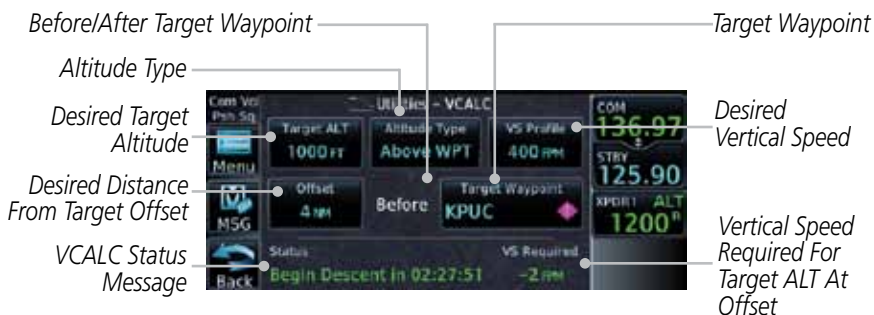 Before/After Target Waypoint
Target Waypoint
Altitude Type
Desired Target
Altitude
Desired
Vertical Speed
Desired Distance
From Target Offset
VCALC Status
Message
Vertical Speed
Required For
Target ALT At
Offset
Com Vol
Psh Sq
Utilities – VCALC
Menu
MSG
Back
Target ALT
1000 FT
Altitude Type
Above WPT
VS Profile
400 FPM
Offset
4 NM
Before
Target Waypoint
KPUC
Status
Begin Descent in 02:27:51
VS Required
-2 FPM
COM
136.97
STBY
125.90
XPDR1 ALT
1200 R